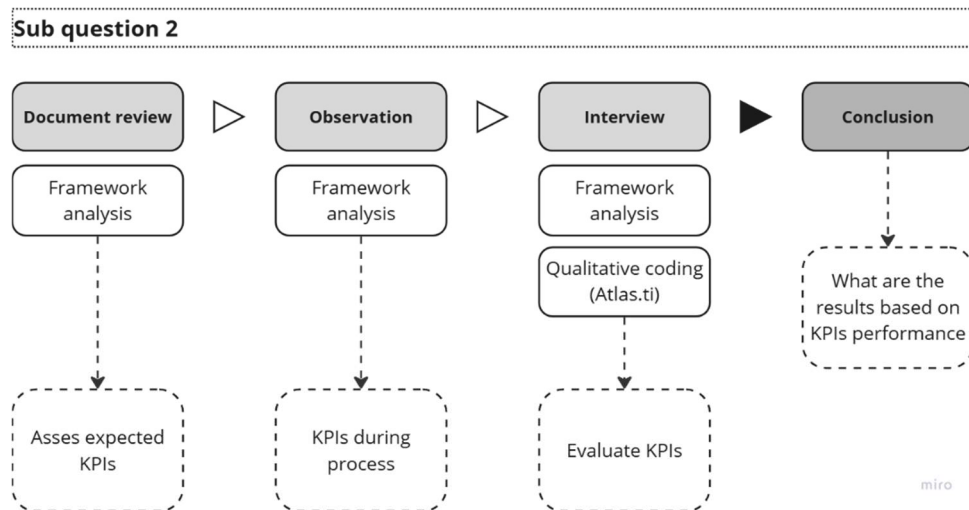 Sub question 2
Document review
Observation
Interview
Conclusion
Framework
analysis
Framework
analysis
Framework
analysis
Qualitative coding
(Atlas.ti)
What are the
results based on
KPIs performance
Asses expected
KPIs
KPIs during
process
Evaluate KPIs
miro